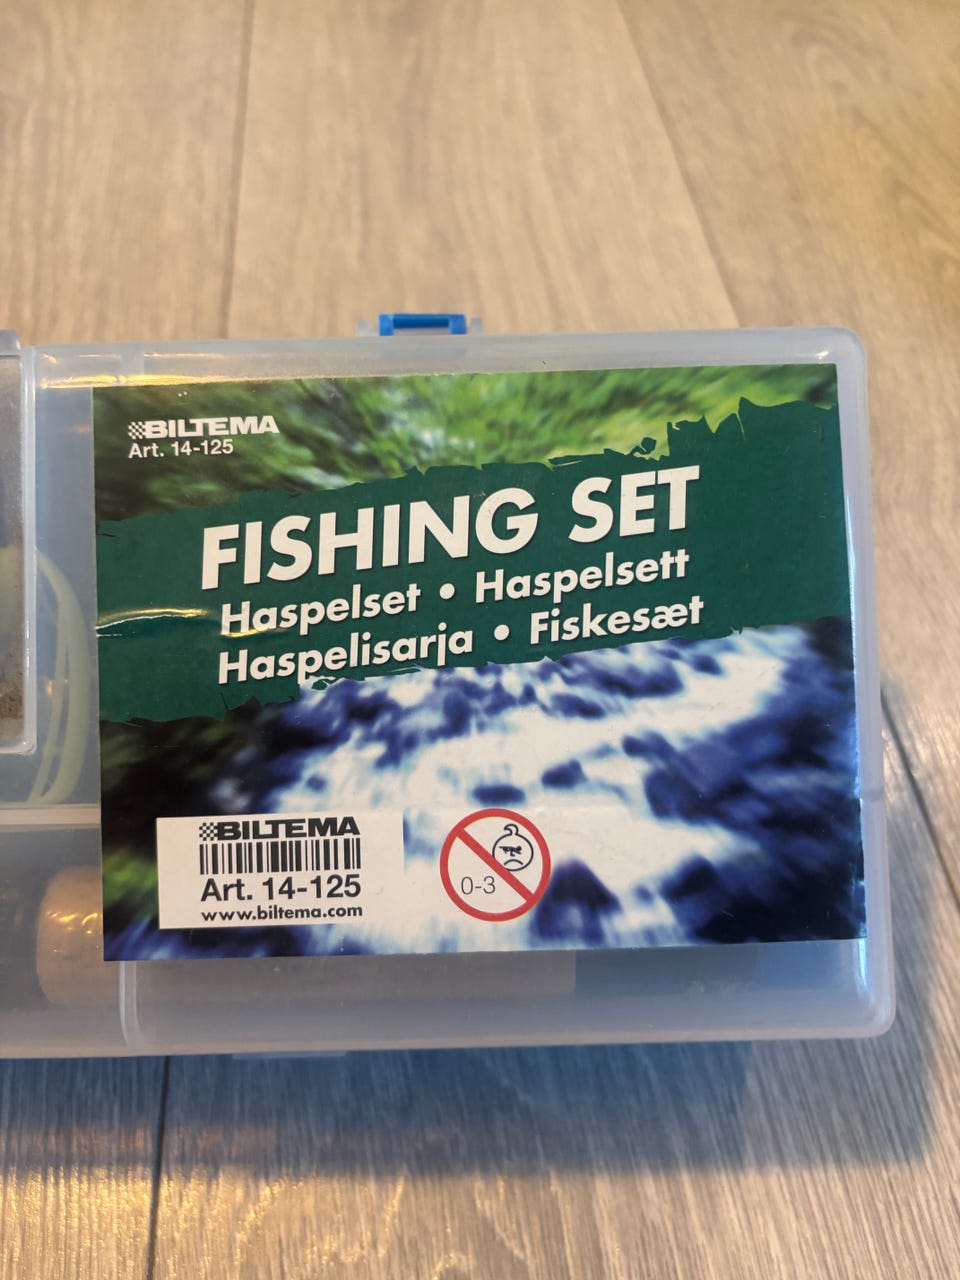 BILTEMA
Art. 14-125
FISHING SET
Haspelset • Haspelsett
Haspelisarja • Fiskesæt
BILTEMA
Art. 14-125
www.biltema.com
0-3